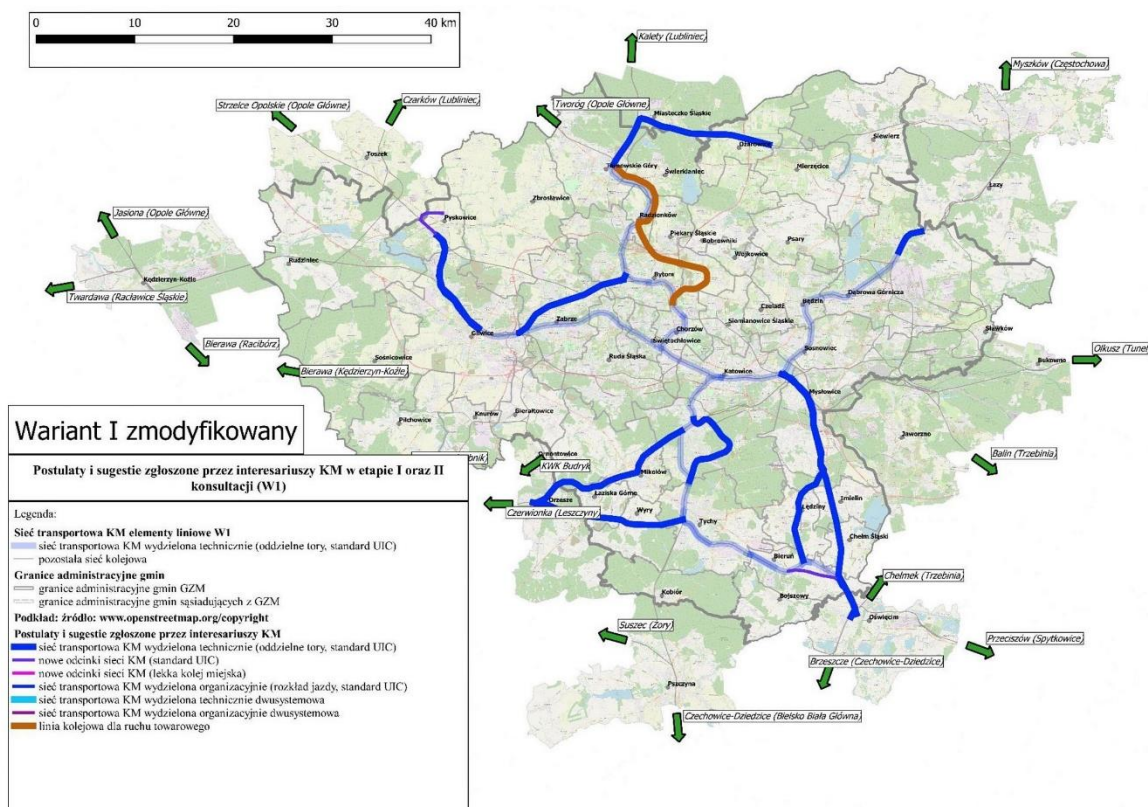 0 10 20 30 40 km
Kalety (Lubliniec)
Myszków (Częstochowa)
Strzelce Opolskie (Opole Główne)
Czarków (Lubliniec)
Tworóg (Opole Główne)
Miasteczko Śląskie
Ożarowice
Siewierz
Toszek
Tarnowskie Góry
Świerklaniec
Mierzęcice
Łazy
Zbrosławice
Jasiona (Opole Główne)
Pyskowice
Radzionków
Piekary Śląskie
Bobrowniki
Psary
Wojkowice
Rudziniec
Kędzierzyn-Koźle
Bytom
Twardawa (Racławice Śląskie)
Będzin
Dąbrowa Górnicza
Czeladź
Siemianowice Śląskie
Zabrze
Chorzów
Sławków
Gliwice
Świętochłowice
Sosnowiec
Bierawa (Racibórz)
Sośnicowice
Ruda Śląska
Bukowno
Olkusz (Tunel
Bierawa (Kędzierzyn-Koźle)
Katowice
Mysłowice
Knurów
Gierałtowice
Pilchowice
Jaworzno
Wariant I zmodyfikowany
Ornontowice
KWK Budryk
Mikołów
Balin (Trzebinia)
Postulaty i sugestie zgłoszone przez interesariuszy KM w etapie I oraz II
konsultacji (W1)
Orzesze
Łaziska Górne
Imielin
Czerwionka (Leszczyny)
Wyry
Lędziny
Tychy
Chełm Śląski
Legenda:
Sieć transportowa KM elementy liniowe W1
sieć transportowa KM wydzielona technicznie (oddzielne tory, standard UIC)
pozostała sieć kolejowa
Granice administracyjne gmin
granice administracyjne gmin GZM
granice administracyjne gmin sąsiadujących z GZM
Podkład: źródło: www.openstreetmap.org/copyright
Postulaty i sugestie zgłoszone przez interesariuszy KM
sieć transportowa KM wydzielona technicznie (oddzielne tory, standard UIC)
nowe odcinki sieci KM (standard UIC)
nowe odcinki sieci KM (lekka kolej miejska)
sieć transportowa KM wydzielona organizacyjnie (rozkład jazdy, standard UIC)
sieć transportowa KM wydzielona technicznie dwusystemowa
sieć transportowa KM wydzielona organizacyjnie dwusystemowa
linia kolejowa dla ruchu towarowego
Bieruń
Chełmek (Trzebinia)
Kobiór
Bojszowy
Oświęcim
Suszec (Żory)
Przeciszów (Spytkowice)
Brzeszcze (Czechowice-Dziedzice)
Pszczyna
Czechowice-Dziedzice (Bielsko Biała Główna)